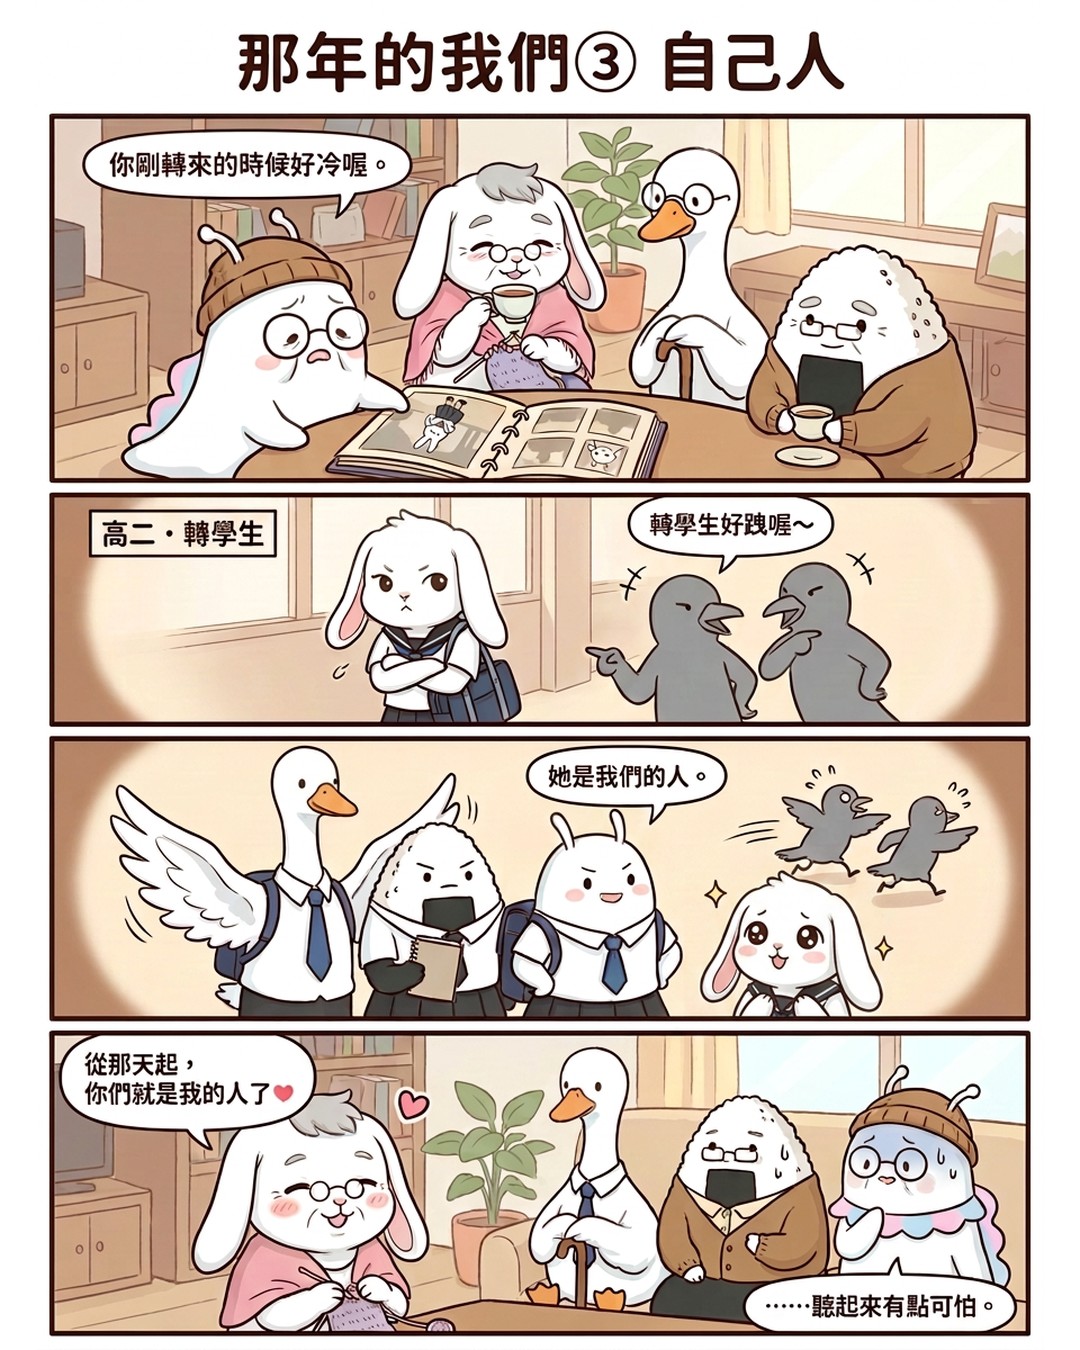 那年的我們③ 自己人
你剛轉來的時候好冷喔。
高二・轉學生
轉學生好跩喔～
她是我們的人。
從那天起，
你們就是我的人了❤
⋯⋯聽起來有點可怕。